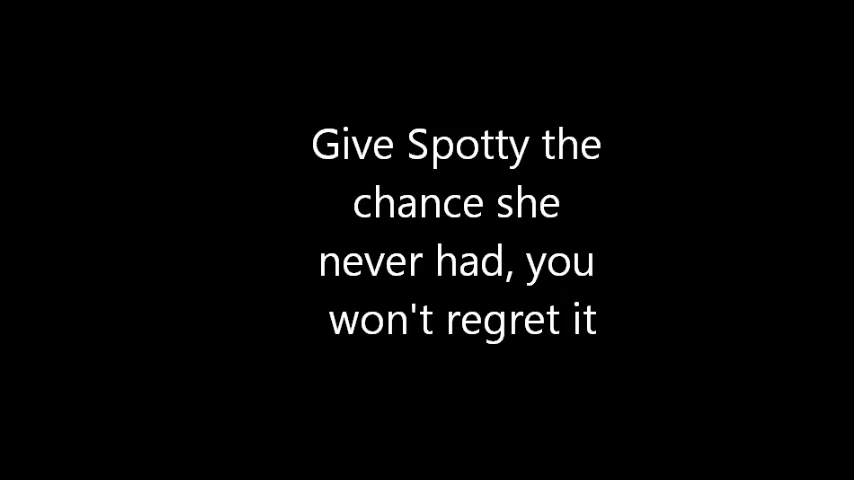 Give Spotty the
chance she
never had, you
won't regret it